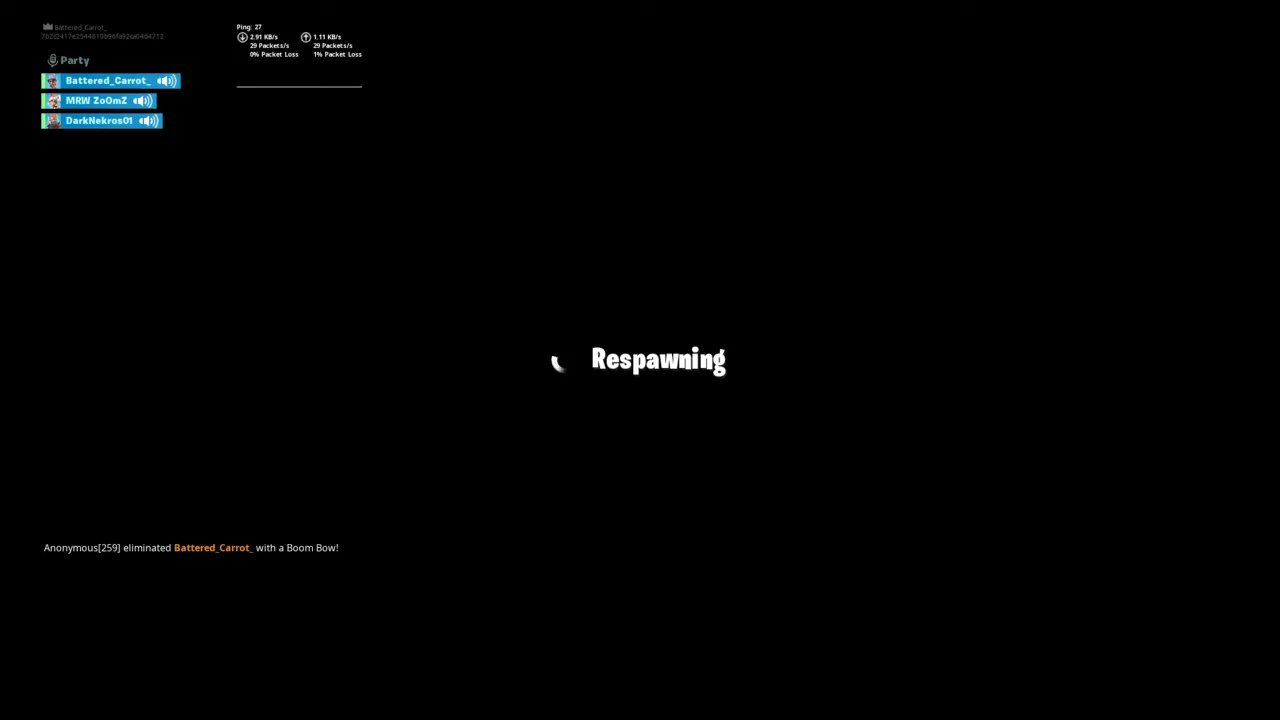 Battered_Carrot_
Party
Battered_Carrot_
MRW ZoOmZ
DarkNekros01
Ping: 27
2.91 KB/s 1.11 KB/s
29 Packets/s 29 Packets/s
0% Packet Loss 1% Packet Loss
Respawning
Anonymous[259] eliminated Battered_Carrot_ with a Boom Bow!